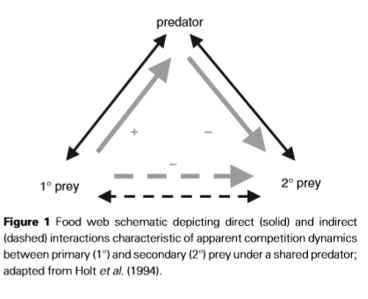 predator
+
–
–
1° prey
2° prey
Figure 1 Food web schematic depicting direct (solid) and indirect
(dashed) interactions characteristic of apparent competition dynamics
between primary (1°) and secondary (2°) prey under a shared predator;
adapted from Holt et al. (1994).